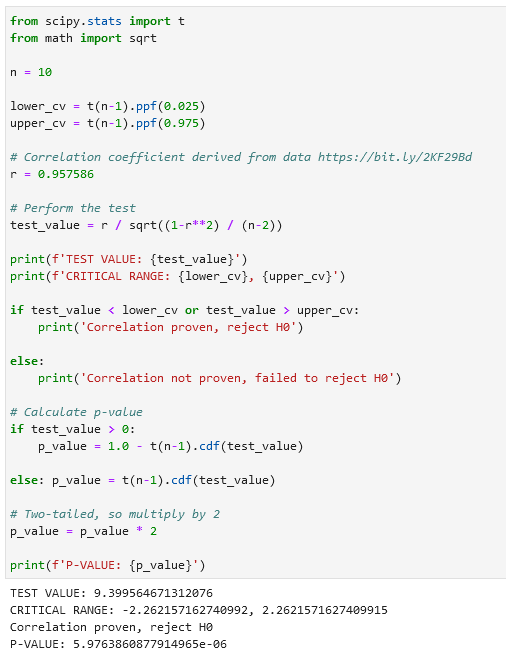 from scipy.stats import t
from math import sqrt
n = 10
lower_cv = t(n-1).ppf(0.025)
upper_cv = t(n-1).ppf(0.975)
# Correlation coefficient derived from data https://bit.ly/2KF29Bd
r = 0.957586
# Perform the test
test_value = r / sqrt((1-r**2) / (n-2))
print(f'TEST VALUE: {test_value}')
print(f'CRITICAL RANGE: {lower_cv}, {upper_cv}')
if test_value < lower_cv or test_value > upper_cv:
    print('Correlation proven, reject H0')
else:
    print('Correlation not proven, failed to reject H0')
# Calculate p-value
if test_value > 0:
    p_value = 1.0 - t(n-1).cdf(test_value)
else: p_value = t(n-1).cdf(test_value)
# Two-tailed, so multiply by 2
p_value = p_value * 2
print(f'P-VALUE: {p_value}')
TEST VALUE: 9.399564671312076
CRITICAL RANGE: -2.262157162740992, 2.2621571627409915
Correlation proven, reject H0
P-VALUE: 5.9763860877914965e-06